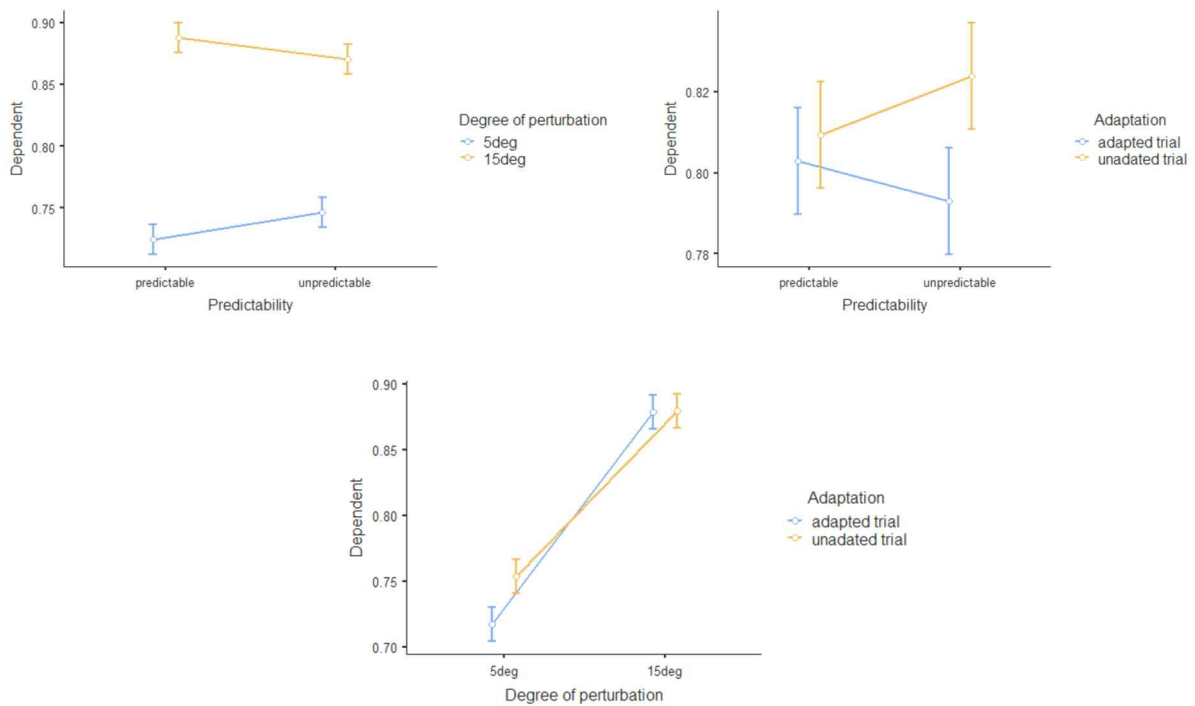 0.90
0.85
0.80
0.75
Dependent
predictable
unpredictable
Predictability
Degree of perturbation
5deg
15deg
0.82
0.80
0.78
Dependent
predictable
unpredictable
Predictability
Adaptation
adapted trial
unadated trial
0.90
0.85
0.80
0.75
0.70
Dependent
5deg
15deg
Degree of perturbation
Adaptation
adapted trial
unadated trial